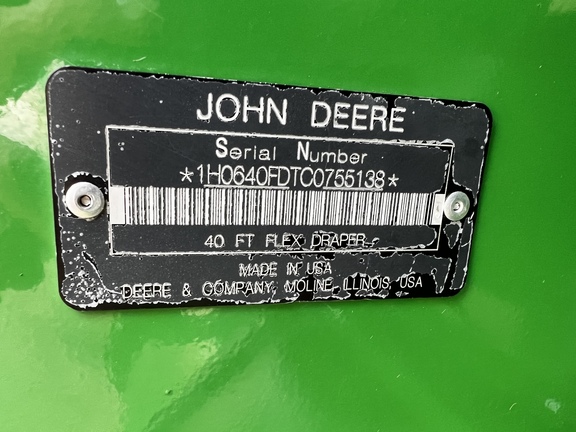 JOHN DEERE
Serial Number
*1H0640FDTC0755138*
40 FT FLEX DRAPER
MADE IN USA
DEERE & COMPANY, MOLINE, ILLINOIS, USA